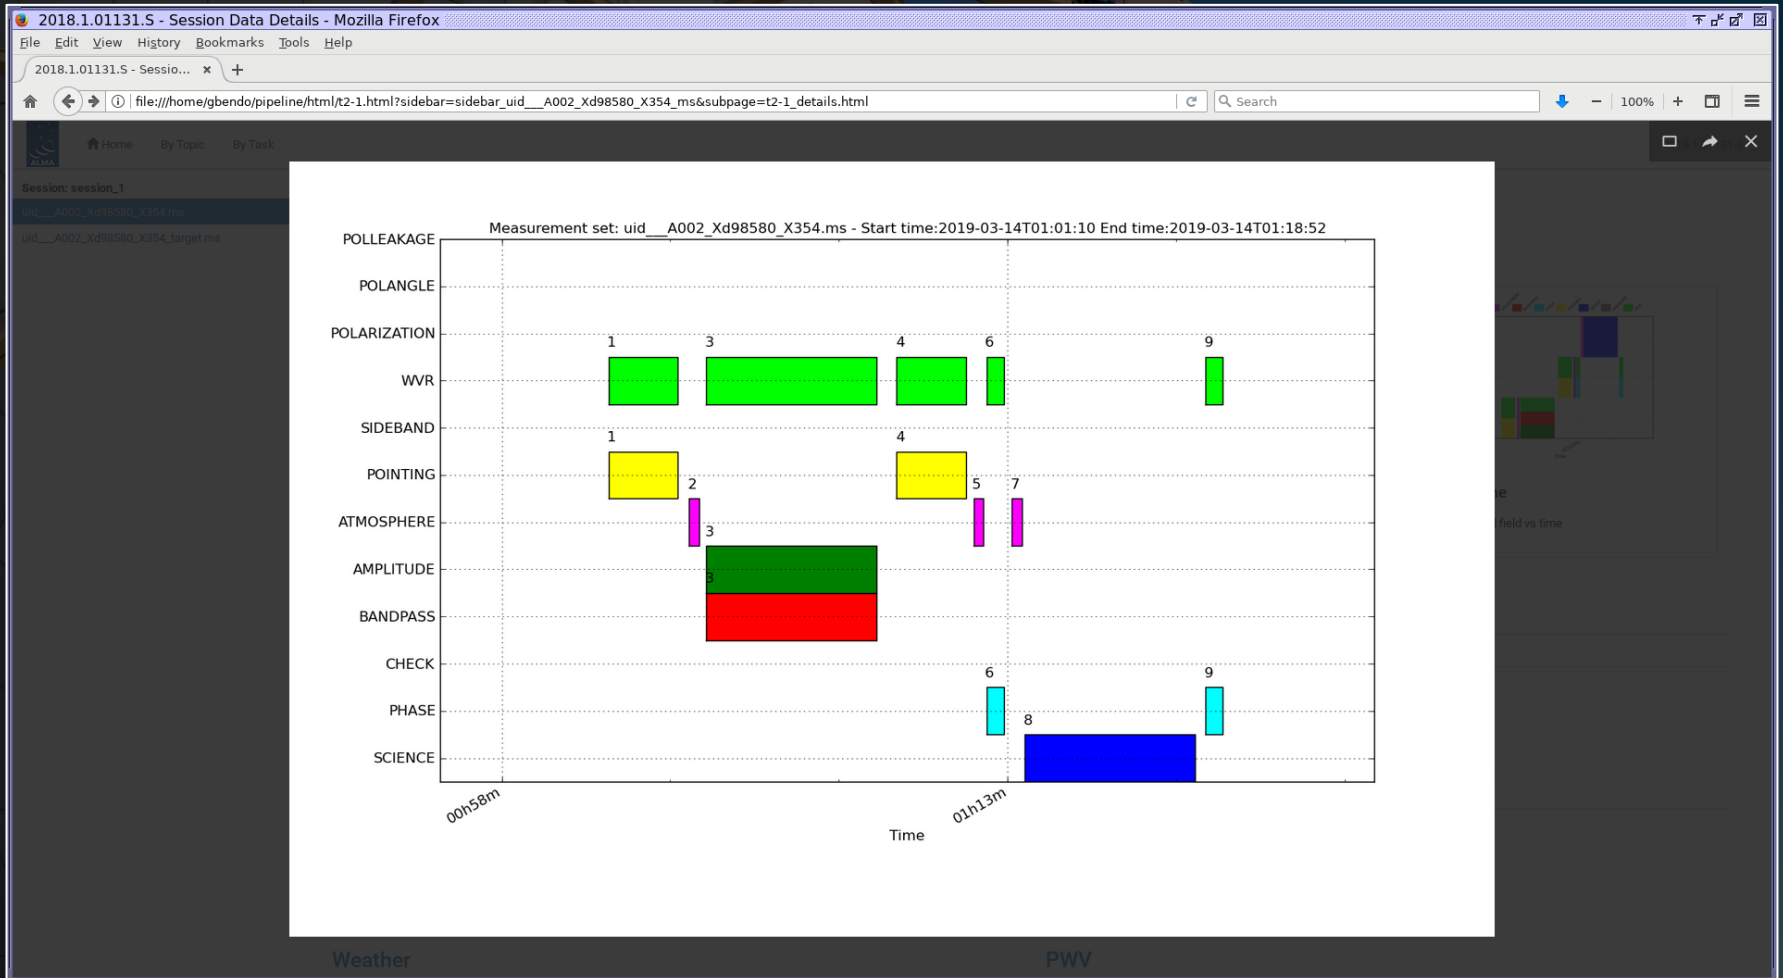 2018.1.01131.S - Session Data Details - Mozilla Firefox
File Edit View History Bookmarks Tools Help
2018.1.01131.S - Sessio...
file:///home/gbendo/pipeline/html/t2-1.html?sidebar=sidebar_uid___A002_Xd98580_X354_ms&subpage=t2-1_details.html
Search
100%
ALMA
Home By Topic By Task
Session: session_1
uid___A002_Xd98580_X354.ms
uid___A002_Xd98580_X354_target.ms
Measurement set: uid___A002_Xd98580_X354.ms - Start time:2019-03-14T01:01:10 End time:2019-03-14T01:18:52
POLLEAKAGE
POLANGLE
POLARIZATION
1 3 4 6 9
WVR
SIDEBAND
1 4
POINTING
2 5 7
ATMOSPHERE
3
AMPLITUDE
3
BANDPASS
CHECK
6 9
PHASE
8
SCIENCE
00h58m 01h13m
Time
field vs time
Weather PWV